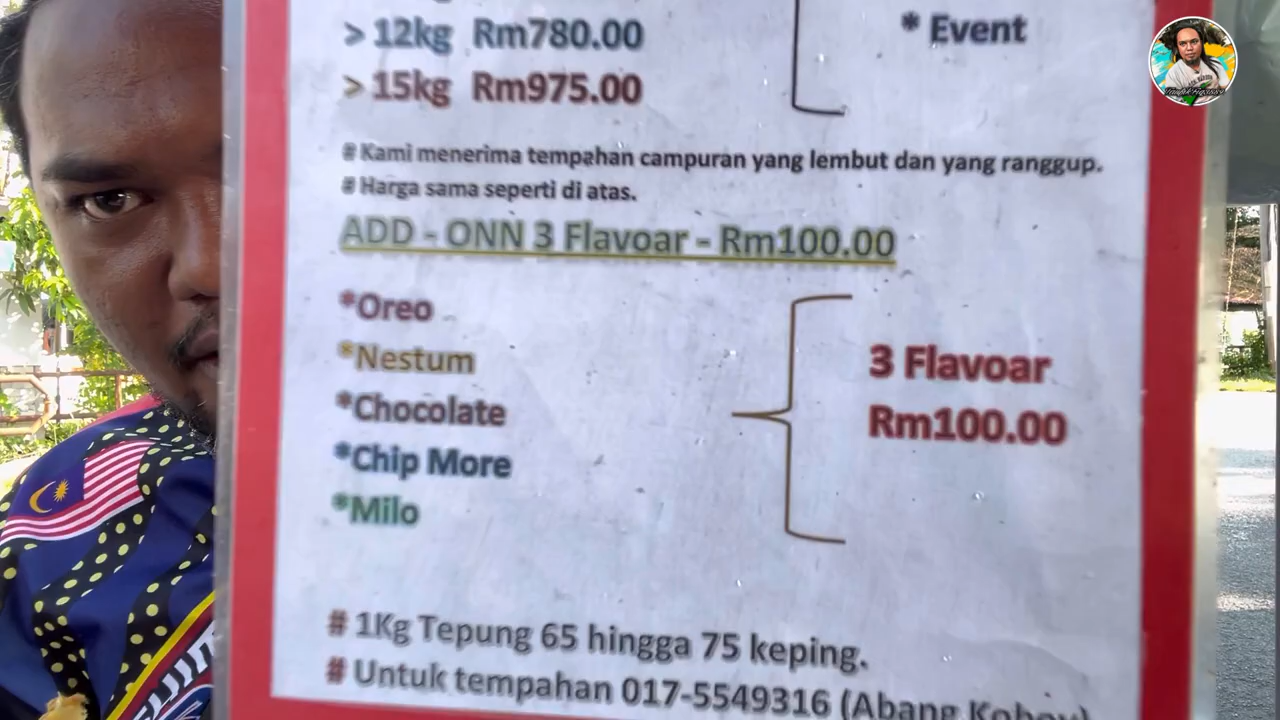 > 12kg Rm780.00
* Event
> 15kg Rm975.00
# Kami menerima tempahan campuran yang lembut dan yang ranggup.
# Harga sama seperti di atas.
ADD - ONN 3 Flavoar - Rm100.00
*Oreo
*Nestum
*Chocolate
*Chip More
*Milo
3 Flavoar
Rm100.00
# 1Kg Tepung 65 hingga 75 keping.
# Untuk tempahan 017-5549316 (Abang Koboy)